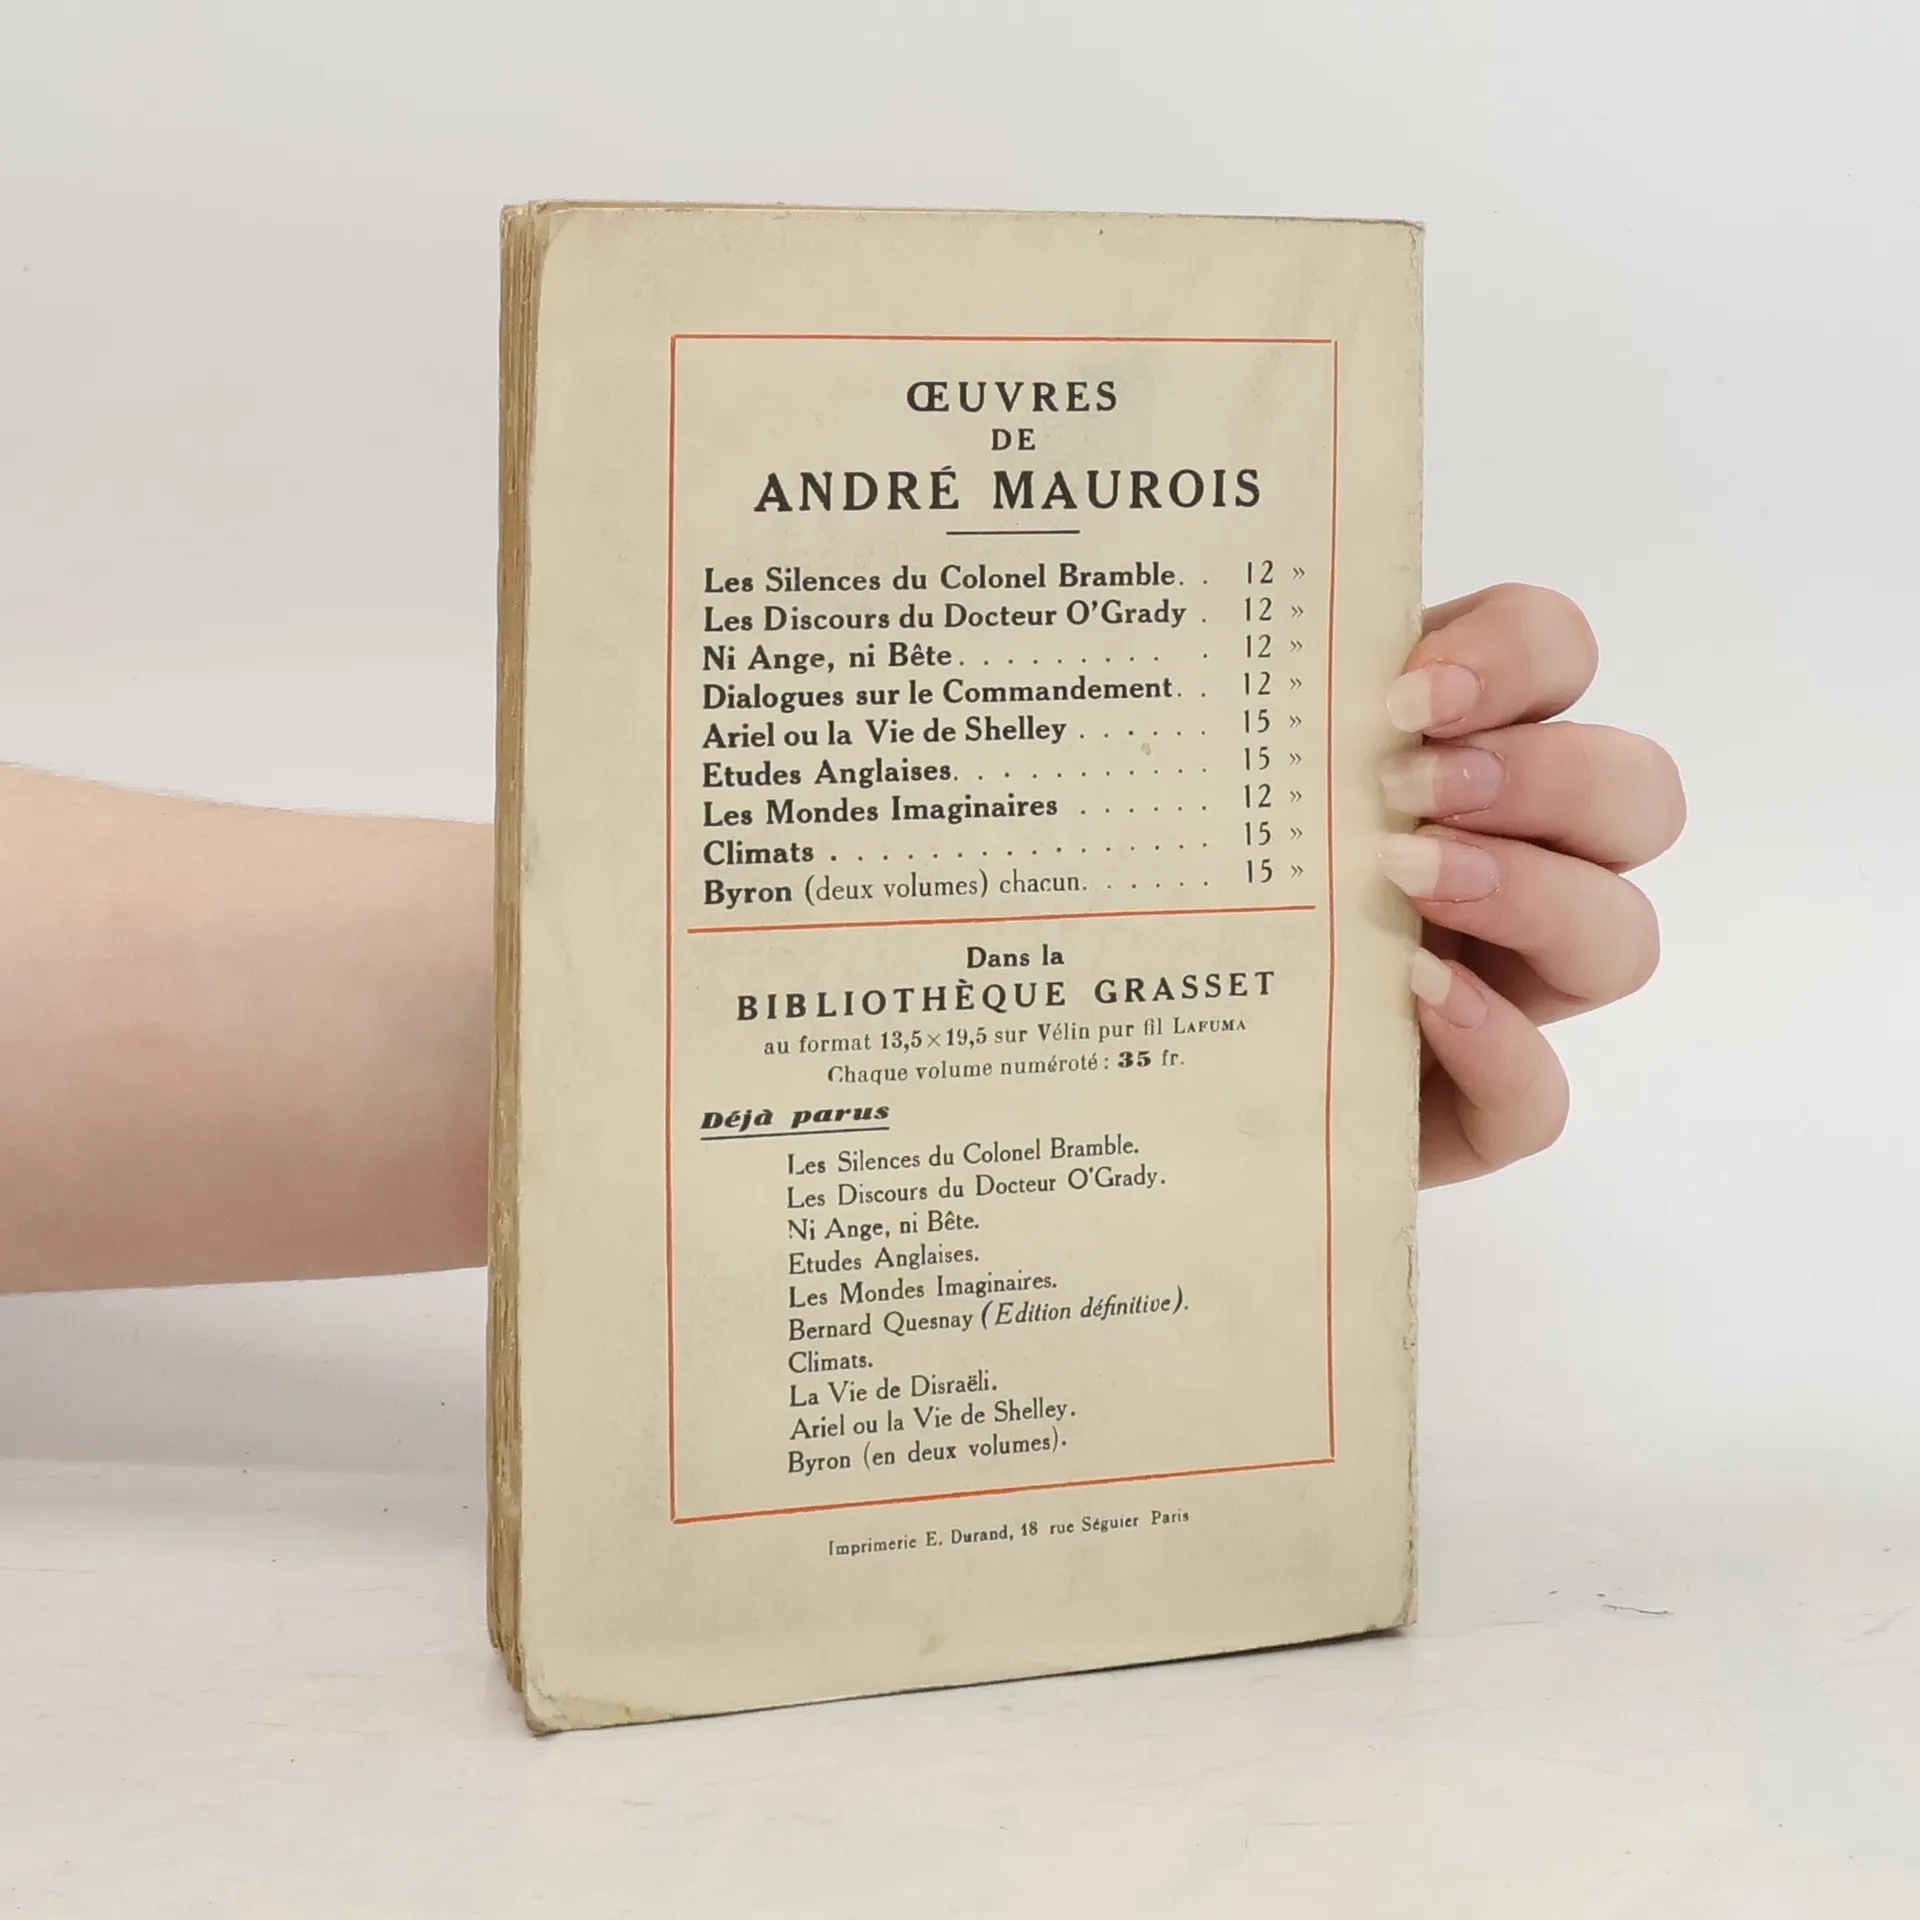 ŒUVRES
DE
ANDRÉ MAUROIS
Les Silences du Colonel Bramble. . 12 »
Les Discours du Docteur O'Grady . 12 »
Ni Ange, ni Bête. . . . . . . . . . 12 »
Dialogues sur le Commandement. . 12 »
Ariel ou la Vie de Shelley . . . . . . 15 »
Etudes Anglaises. . . . . . . . . . . 15 »
Les Mondes Imaginaires . . . . . . 12 »
Climats . . . . . . . . . . . . . . . . 15 »
Byron (deux volumes) chacun. . . . . . 15 »
Dans la
BIBLIOTHÈQUE GRASSET
au format 13,5×19,5 sur Vélin pur fil LAFUMA
Chaque volume numéroté : 35 fr.
Déjà parus
Les Silences du Colonel Bramble.
Les Discours du Docteur O'Grady.
Ni Ange, ni Bête.
Etudes Anglaises.
Les Mondes Imaginaires.
Bernard Quesnay (Edition définitive).
Climats.
La Vie de Disraëli.
Ariel ou la Vie de Shelley.
Byron (en deux volumes).
Imprimerie E. Durand, 18 rue Séguier Paris